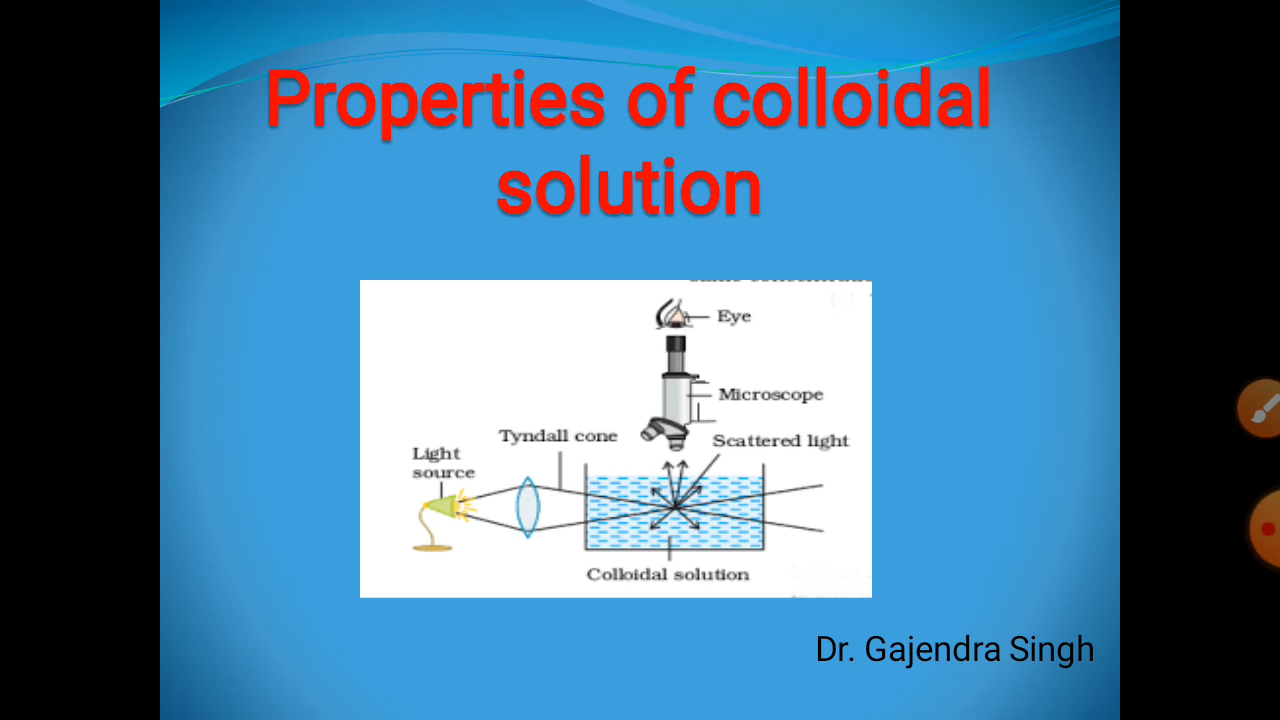 Properties of colloidal
solution
Eye
Microscope
Tyndall cone
Scattered light
Light
source
Colloidal solution
Dr. Gajendra Singh